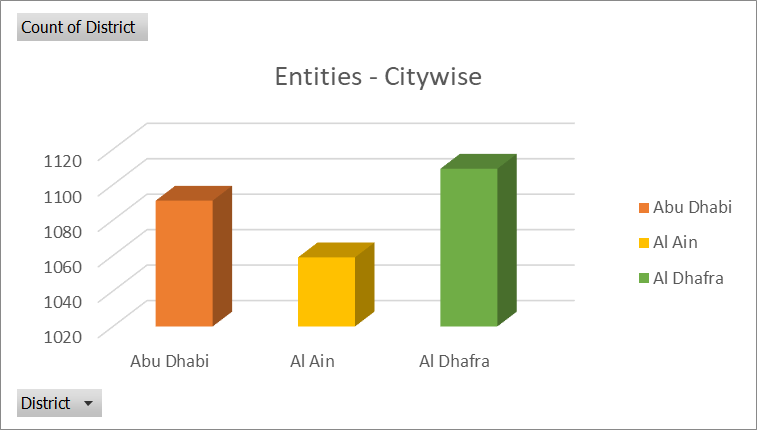 Count of District
Entities - Citywise
1120
1100
1080
1060
1040
1020
Abu Dhabi
Al Ain
Al Dhafra
Abu Dhabi
Al Ain
Al Dhafra
District